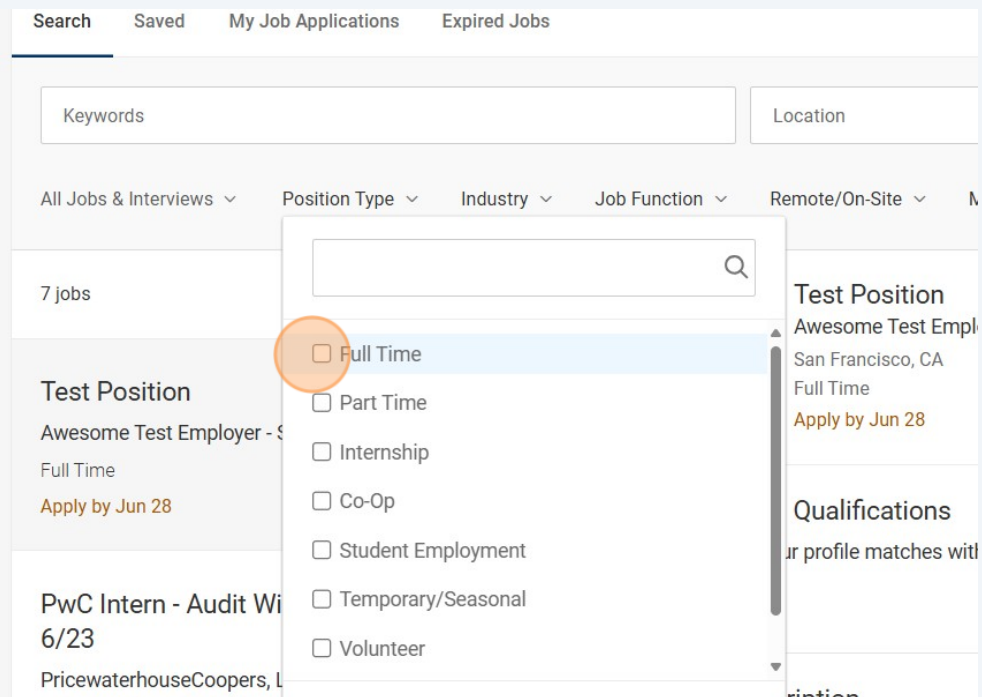 Search Saved My Job Applications Expired Jobs
Keywords
Location
All Jobs & Interviews Position Type Industry Job Function Remote/On-Site
7 jobs
Full Time
Part Time
Internship
Co-Op
Student Employment
Temporary/Seasonal
Volunteer
Test Position
Awesome Test Employer -
Full Time
Apply by Jun 28
PwC Intern - Audit
6/23
PricewaterhouseCoopers,
Test Position
Awesome Test
San Francisco, CA
Full Time
Apply by Jun 28
Qualifications
profile matches